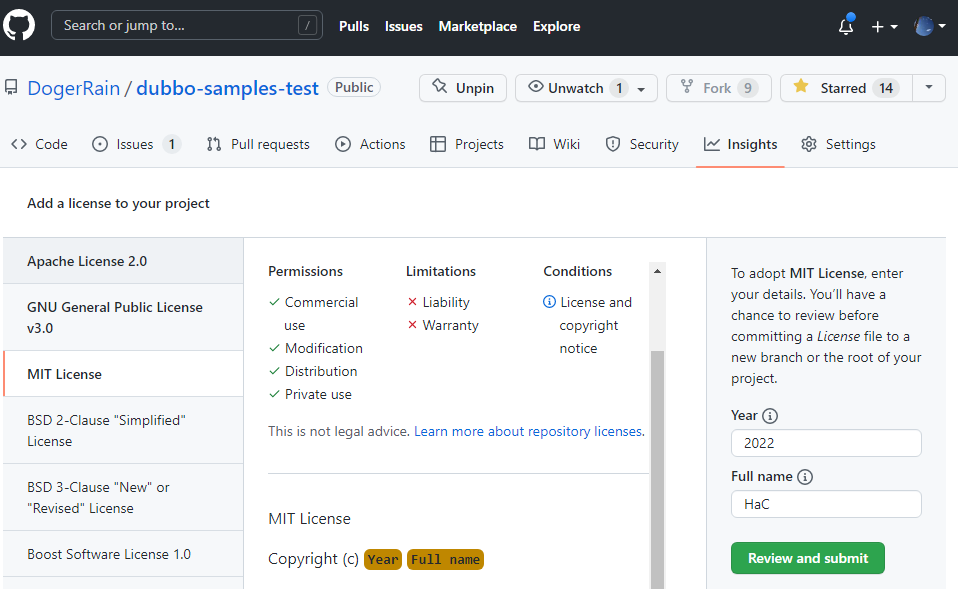 Search or jump to... /
Pulls Issues Marketplace Explore
DogerRain / dubbo-samples-test Public
Unpin Unwatch 1 Fork 9 Starred 14
Code Issues 1 Pull requests Actions Projects Wiki Security Insights Settings
Add a license to your project
Apache License 2.0
GNU General Public License
v3.0
MIT License
BSD 2-Clause "Simplified"
License
BSD 3-Clause "New" or
"Revised" License
Boost Software License 1.0
Permissions
Commercial
use
Modification
Distribution
Private use
Limitations
Liability
Warranty
Conditions
License and
copyright
notice
This is not legal advice. Learn more about repository licenses.
MIT License
Copyright (c) Year Full name
To adopt MIT License, enter
your details. You’ll have a
chance to review before
committing a License file to a
new branch or the root of your
project.
Year
2022
Full name
HaC
Review and submit